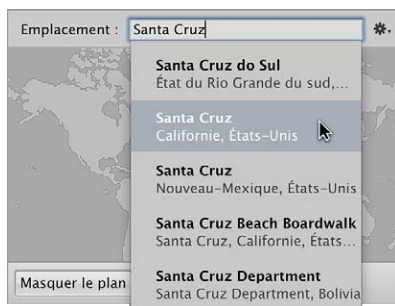 Emplacement : Santa Cruz
Santa Cruz do Sul
État du Rio Grande du sud,...
Santa Cruz
Californie, États-Unis
Santa Cruz
Nouveau-Mexique, États-Unis
Santa Cruz Beach Boardwalk
Santa Cruz, Californie, États...
Masquer le plan
Santa Cruz Department
Santa Cruz Department, Bolivia